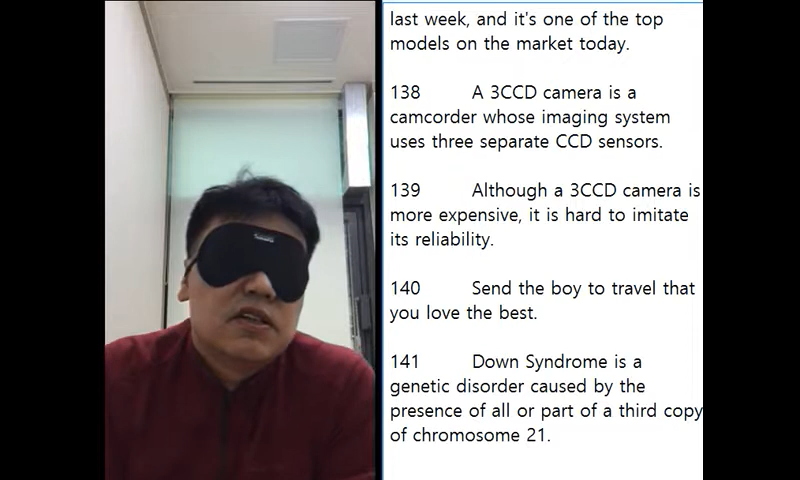 last week, and it's one of the top
models on the market today.
138 A 3CCD camera is a
camcorder whose imaging system
uses three separate CCD sensors.
139 Although a 3CCD camera is
more expensive, it is hard to imitate
its reliability.
140 Send the boy to travel that
you love the best.
141 Down Syndrome is a
genetic disorder caused by the
presence of all or part of a third copy
of chromosome 21.